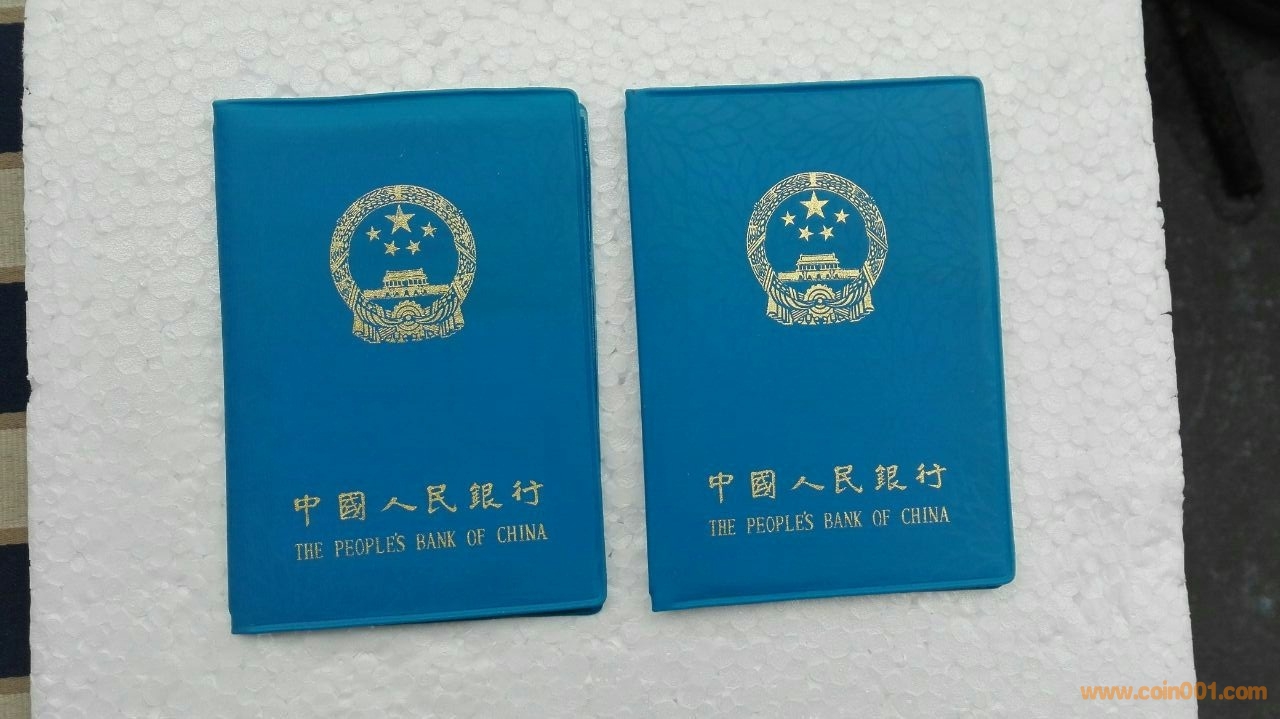 中國人民銀行
THE PEOPLE'S BANK OF CHINA
中國人民銀行
THE PEOPLE'S BANK OF CHINA
www.coin001.com